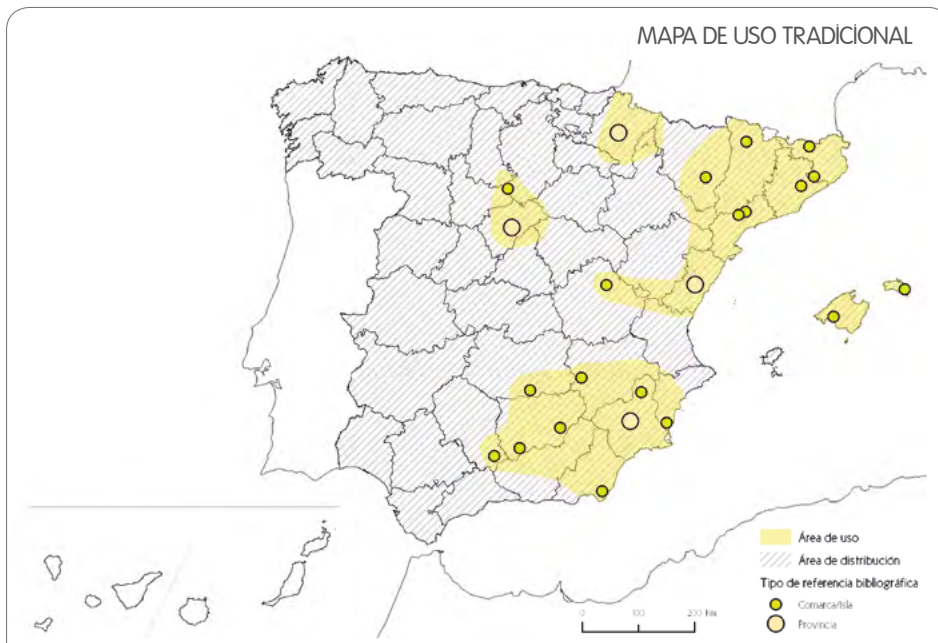 MAPA DE USO TRADICIONAL
Área de uso
Área de distribución
Tipo de referencia bibliográfica
Comarca/Isla
Provincia
0 100 200 Km